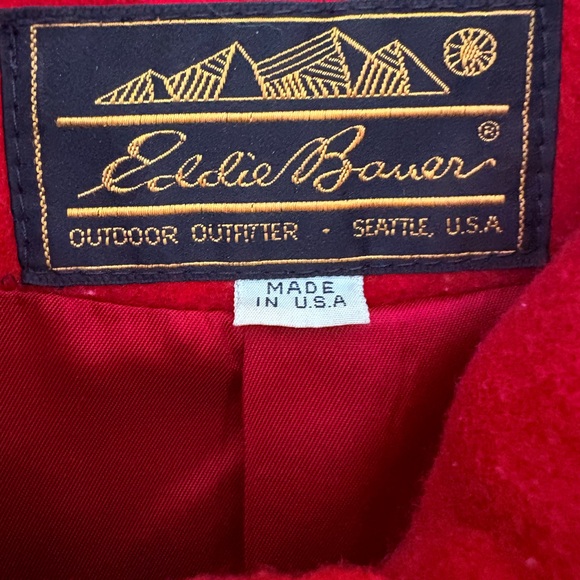 Eddie Bauer ®
OUTDOOR OUTFITTER • SEATTLE, U.S.A
MADE
IN U.S.A